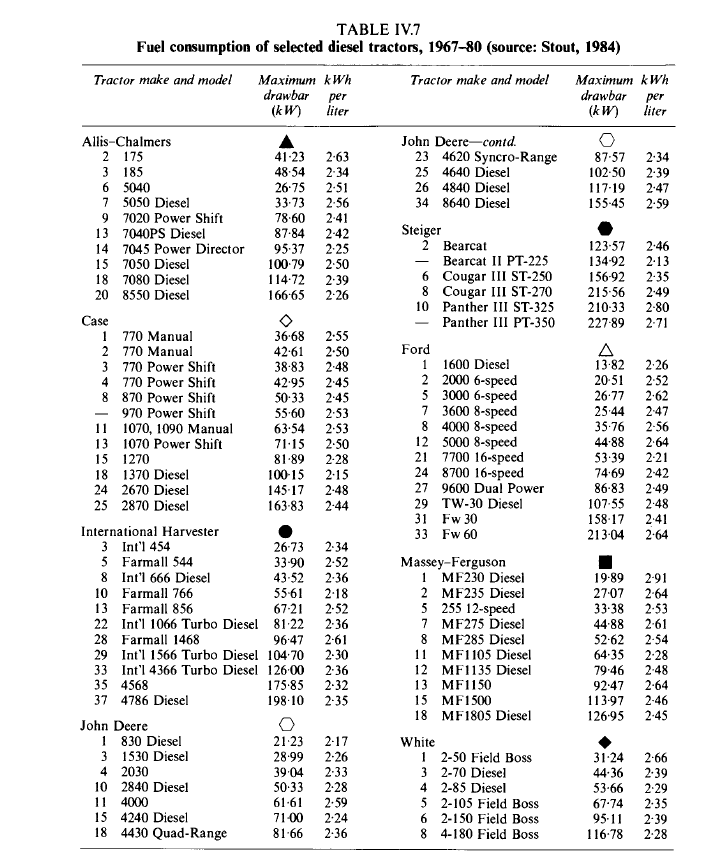 TABLE IV.7
Fuel consumption of selected diesel tractors, 1967–80 (source: Stout, 1984)
Tractor make and model Maximum drawbar (kW) kWh per liter
Allis–Chalmers
2 175 41·23 2·63
3 185 48·54 2·34
6 5040 26·75 2·51
7 5050 Diesel 33·73 2·56
9 7020 Power Shift 78·60 2·41
13 7040PS Diesel 87·84 2·42
14 7045 Power Director 95·37 2·25
15 7050 Diesel 100·79 2·50
18 7080 Diesel 114·72 2·39
20 8550 Diesel 166·65 2·26
Case
1 770 Manual 36·68 2·55
2 770 Manual 42·61 2·50
3 770 Power Shift 38·83 2·48
4 770 Power Shift 42·95 2·45
8 870 Power Shift 50·33 2·45
— 970 Power Shift 55·60 2·53
11 1070, 1090 Manual 63·54 2·53
13 1070 Power Shift 71·15 2·50
15 1270 81·89 2·28
18 1370 Diesel 100·15 2·15
24 2670 Diesel 145·17 2·48
25 2870 Diesel 163·83 2·44
International Harvester
3 Int'l 454 26·73 2·34
5 Farmall 544 33·90 2·52
8 Int'l 666 Diesel 43·52 2·36
10 Farmall 766 55·61 2·18
13 Farmall 856 67·21 2·52
22 Int'l 1066 Turbo Diesel 81·22 2·36
28 Farmall 1468 96·47 2·61
29 Int'l 1566 Turbo Diesel 104·70 2·30
33 Int'l 4366 Turbo Diesel 126·00 2·36
35 4568 175·85 2·32
37 4786 Diesel 198·10 2·35
John Deere
1 830 Diesel 21·23 2·17
3 1530 Diesel 28·99 2·26
4 2030 39·04 2·33
10 2840 Diesel 50·33 2·28
11 4000 61·61 2·59
15 4240 Diesel 71·00 2·24
18 4430 Quad-Range 81·66 2·36
Tractor make and model Maximum drawbar (kW) kWh per liter
John Deere—contd.
23 4620 Syncro-Range 87·57 2·34
25 4640 Diesel 102·50 2·39
26 4840 Diesel 117·19 2·47
34 8640 Diesel 155·45 2·59
Steiger
2 Bearcat 123·57 2·46
— Bearcat II PT-225 134·92 2·13
6 Cougar III ST-250 156·92 2·35
8 Cougar III ST-270 215·56 2·49
10 Panther III ST-325 210·33 2·80
— Panther III PT-350 227·89 2·71
Ford
1 1600 Diesel 13·82 2·26
2 2000 6-speed 20·51 2·52
5 3000 6-speed 26·77 2·62
7 3600 8-speed 25·44 2·47
8 4000 8-speed 35·76 2·56
12 5000 8-speed 44·88 2·64
21 7700 16-speed 53·39 2·21
24 8700 16-speed 74·69 2·42
27 9600 Dual Power 86·83 2·49
29 TW-30 Diesel 107·55 2·48
31 Fw 30 158·17 2·41
33 Fw 60 213·04 2·64
Massey–Ferguson
1 MF230 Diesel 19·89 2·91
2 MF235 Diesel 27·07 2·64
5 255 12-speed 33·38 2·53
7 MF275 Diesel 44·88 2·61
8 MF285 Diesel 52·62 2·54
11 MF1105 Diesel 64·35 2·28
12 MF1135 Diesel 79·46 2·48
13 MF1150 92·47 2·64
15 MF1500 113·97 2·46
18 MF1805 Diesel 126·95 2·45
White
1 2-50 Field Boss 31·24 2·66
3 2-70 Diesel 44·36 2·39
4 2-85 Diesel 53·66 2·29
5 2-105 Field Boss 67·74 2·35
6 2-150 Field Boss 95·11 2·39
8 4-180 Field Boss 116·78 2·28